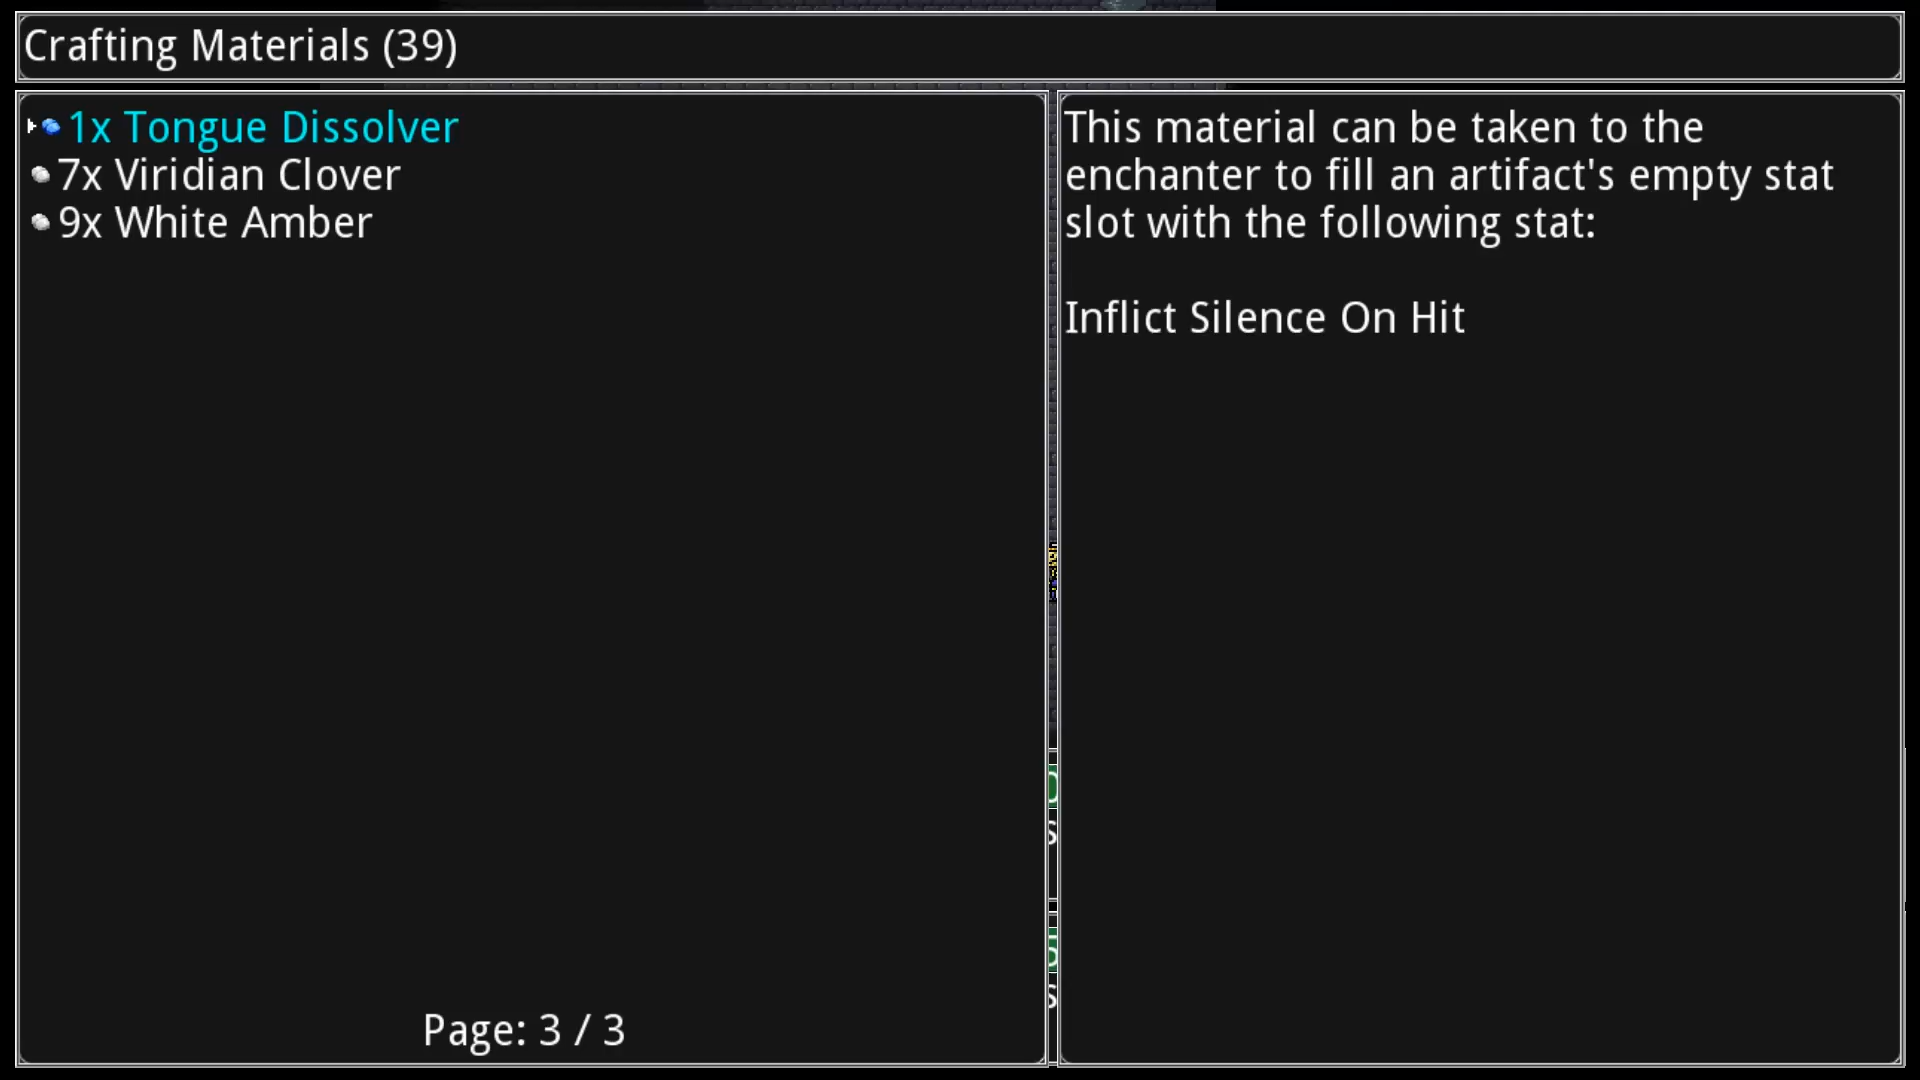 Crafting Materials (39)
1x Tongue Dissolver
7x Viridian Clover
9x White Amber
Page: 3 / 3
This material can be taken to the
enchanter to fill an artifact's empty stat
slot with the following stat:
Inflict Silence On Hit